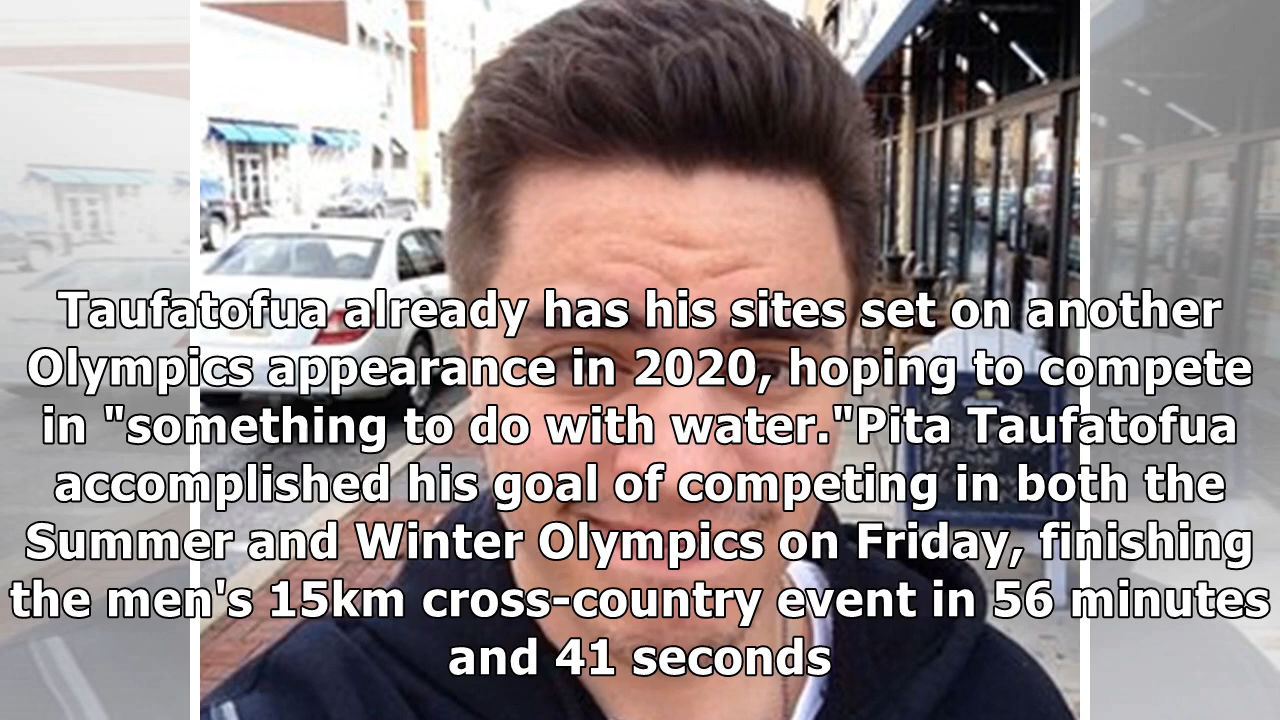 Taufatofua already has his sites set on another
Olympics appearance in 2020, hoping to compete
in "something to do with water."Pita Taufatofua
accomplished his goal of competing in both the
Summer and Winter Olympics on Friday, finishing
the men's 15km cross-country event in 56 minutes
and 41 seconds